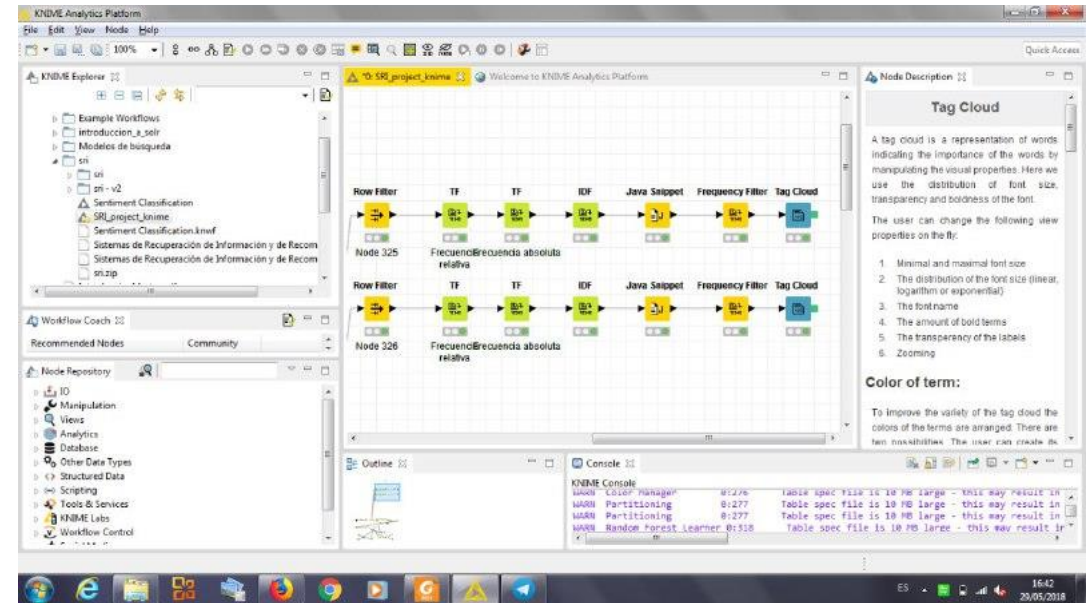 KNIME Analytics Platform
File Edit View Node Help
100%
Quick Access
KNIME Explorer
Example Workflows
introduccion_a_solr
Modelos de búsqueda
sri
sri
sri - v2
Sentiment Classification
SRI_project_knime
Sentiment Classification.knwf
Sistemas de Recuperación de Información y de Recom
Sistemas de Recuperación de Información y de Recom
sri.zip
Workflow Coach
Recommended Nodes Community
Node Repository
IO
Manipulation
Views
Analytics
Database
Other Data Types
Structured Data
Scripting
Tools & Services
KNIME Labs
Workflow Control
*0: SRI_project_knime Welcome to KNIME Analytics Platform
Row Filter TF TF IDF Java Snippet Frequency Filter Tag Cloud
Node 325 Frecuencia relativa Frecuencia absoluta
Row Filter TF TF IDF Java Snippet Frequency Filter Tag Cloud
Node 326 Frecuencia relativa Frecuencia absoluta
Outline
Console
KNIME Console
WARN Color Manager 0:276 Table spec file is 10 MB large - this may result in
WARN Partitioning 0:277 Table spec file is 10 MB large - this may result in
WARN Partitioning 0:277 Table spec file is 10 MB large - this may result in
WARN Random Forest Learner 0:318 Table spec file is 10 MB large - this may result in
Node Description
Tag Cloud
A tag cloud is a representation of words
indicating the importance of the words by
manipulating the visual properties. Here we
use the distribution of font size,
transparency and boldness of the font.
The user can change the following view
properties on the fly:
1. Minimal and maximal font size
2. The distribution of the font size (linear,
logarithm or exponential)
3. The font name
4. The amount of bold terms
5. The transperency of the labels
6. Zooming
Color of term:
To improve the variety of the tag cloud the
colors of the terms are arranged. There are
two possibilities. The user can create its
ES
16:42
29/05/2018